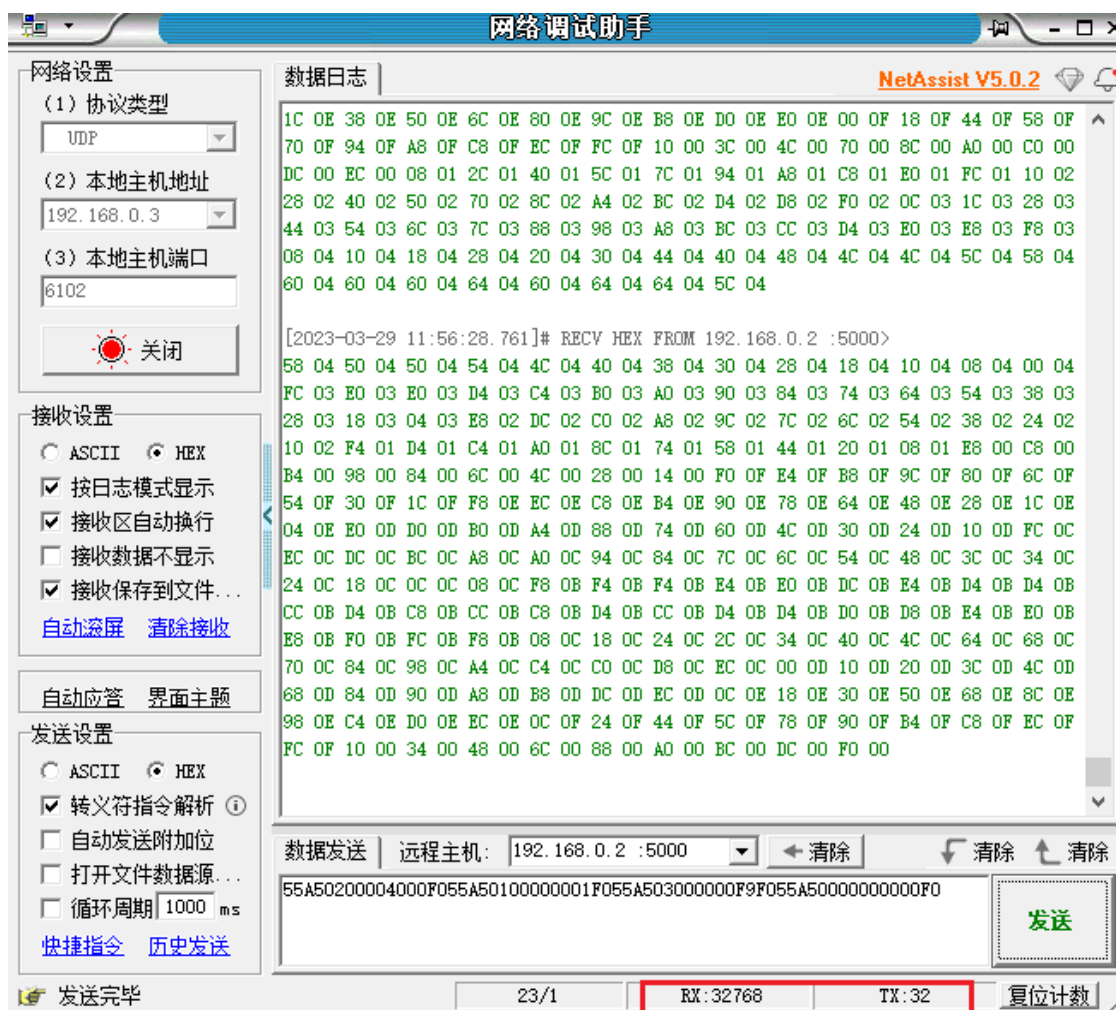 网络调试助手
网络设置
(1) 协议类型
UDP
(2) 本地主机地址
192.168.0.3
(3) 本地主机端口
6102
关闭
接收设置
ASCII HEX
按日志模式显示
接收区自动换行
接收数据不显示
接收保存到文件...
自动滚屏 清除接收
自动应答 界面主题
发送设置
ASCII HEX
转义符指令解析
自动发送附加位
打开文件数据源...
循环周期 1000 ms
快捷指令 历史发送
数据日志 NetAssist V5.0.2
1C 0E 38 0E 50 0E 6C 0E 80 0E 9C 0E B8 0E D0 0E E0 0E 00 0F 18 0F 44 0F 58 0F
70 0F 94 0F A8 0F C8 0F EC 0F FC 0F 10 00 3C 00 4C 00 70 00 8C 00 A0 00 C0 00
DC 00 EC 00 08 01 2C 01 40 01 5C 01 7C 01 94 01 A8 01 C8 01 E0 01 FC 01 10 02
28 02 40 02 50 02 70 02 8C 02 A4 02 BC 02 D4 02 D8 02 F0 02 0C 03 1C 03 28 03
44 03 54 03 6C 03 7C 03 88 03 98 03 A8 03 BC 03 CC 03 D4 03 E0 03 E8 03 F8 03
08 04 10 04 18 04 28 04 20 04 30 04 44 04 40 04 48 04 4C 04 4C 04 5C 04 58 04
60 04 60 04 60 04 64 04 60 04 64 04 64 04 5C 04
[2023-03-29 11:56:28.761]# RECV HEX FROM 192.168.0.2 :5000>
58 04 50 04 50 04 54 04 4C 04 40 04 38 04 30 04 28 04 18 04 10 04 08 04 00 04
FC 03 E0 03 E0 03 D4 03 C4 03 B0 03 A0 03 90 03 84 03 74 03 64 03 54 03 38 03
28 03 18 03 04 03 E8 02 DC 02 C0 02 A8 02 9C 02 7C 02 6C 02 54 02 38 02 24 02
10 02 F4 01 D4 01 C4 01 A0 01 8C 01 74 01 58 01 44 01 20 01 08 01 E8 00 C8 00
B4 00 98 00 84 00 6C 00 4C 00 28 00 14 00 F0 0F E4 0F B8 0F 9C 0F 80 0F 6C 0F
54 0F 30 0F 1C 0F F8 0E EC 0E C8 0E B4 0E 90 0E 78 0E 64 0E 48 0E 28 0E 1C 0E
04 0E E0 0D D0 0D B0 0D A4 0D 88 0D 74 0D 60 0D 4C 0D 30 0D 24 0D 10 0D FC 0C
EC 0C DC 0C BC 0C A8 0C A0 0C 94 0C 84 0C 7C 0C 6C 0C 54 0C 48 0C 3C 0C 34 0C
24 0C 18 0C 0C 0C 08 0C F8 0B F4 0B F4 0B E4 0B E0 0B DC 0B E4 0B D4 0B D4 0B
CC 0B D4 0B C8 0B CC 0B C8 0B D4 0B CC 0B D4 0B D4 0B D0 0B D8 0B E4 0B E0 0B
E8 0B F0 0B FC 0B F8 0B 08 0C 18 0C 24 0C 2C 0C 34 0C 40 0C 4C 0C 64 0C 68 0C
70 0C 84 0C 98 0C A4 0C C4 0C C0 0C D8 0C EC 0C 00 0D 10 0D 20 0D 3C 0D 4C 0D
68 0D 84 0D 90 0D A8 0D B8 0D DC 0D EC 0D 0C 0E 18 0E 30 0E 50 0E 68 0E 8C 0E
98 0E C4 0E D0 0E EC 0E 0C 0F 24 0F 44 0F 5C 0F 78 0F 90 0F B4 0F C8 0F EC 0F
FC 0F 10 00 34 00 48 00 6C 00 88 00 A0 00 BC 00 DC 00 F0 00
数据发送 远程主机: 192.168.0.2 :5000 清除 清除 清除
55A50200004000F055A50100000001F055A503000000F9F055A50000000000F0
发送
发送完毕 23/1 RX:32768 TX:32 复位计数